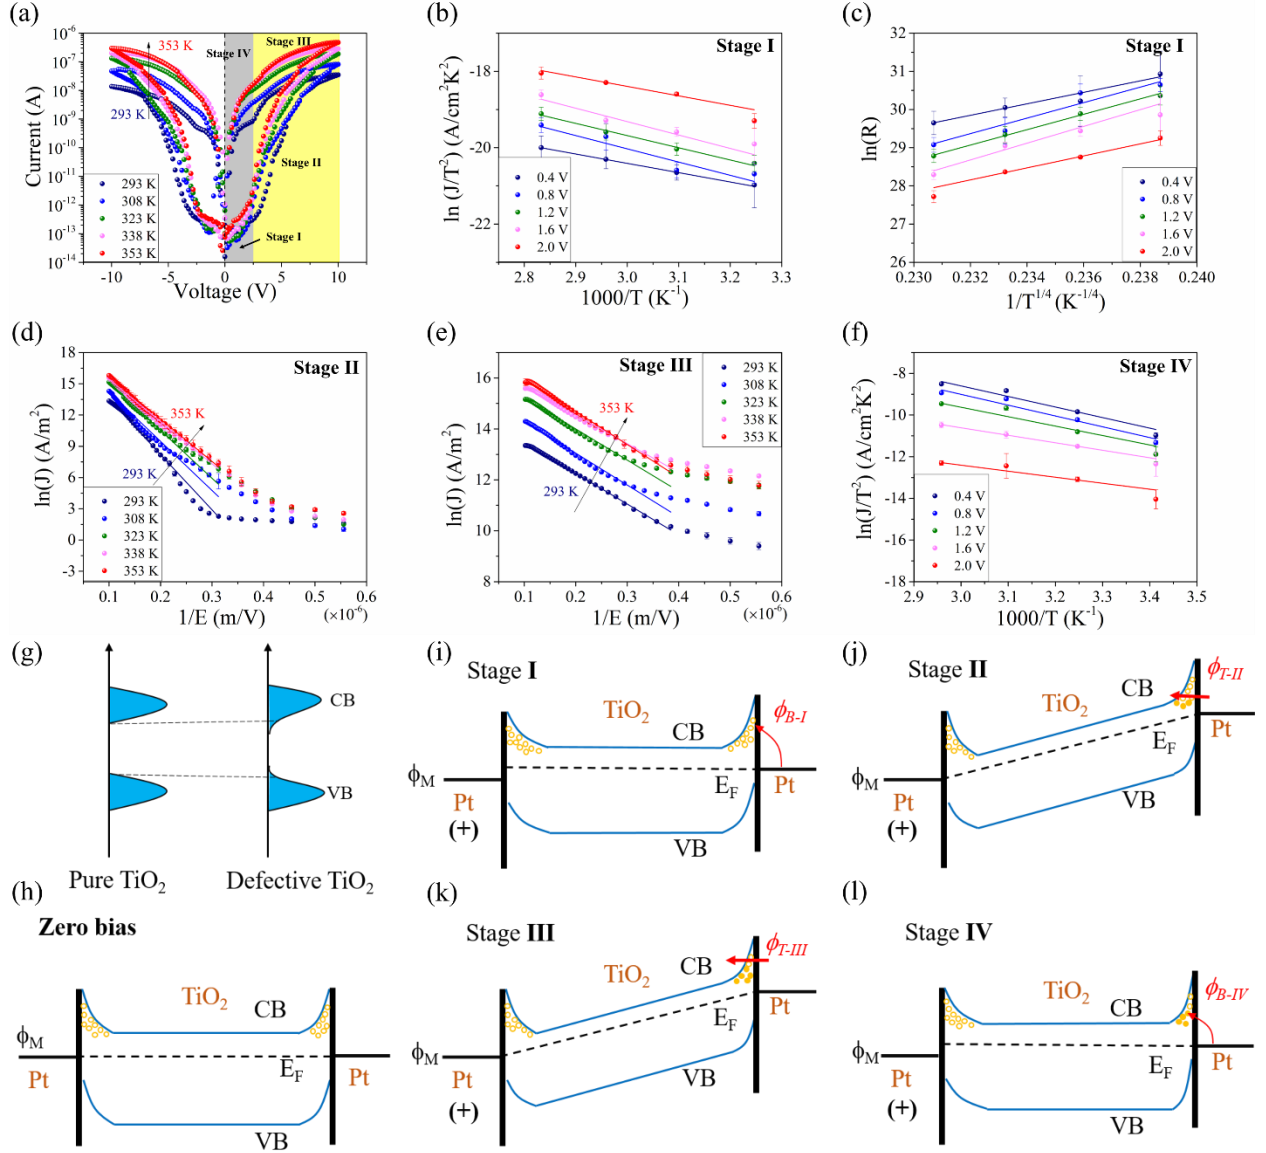 (a)
10⁻⁶
10⁻⁷
10⁻⁸
10⁻⁹
10⁻¹⁰
10⁻¹¹
10⁻¹²
10⁻¹³
10⁻¹⁴
Current (A)
353 K
293 K
Stage IV
Stage III
Stage II
Stage I
293 K
308 K
323 K
338 K
353 K
-10 -5 0 5 10
Voltage (V)
(b)
Stage I
-18
-20
-22
ln (J/T²) (A/cm²K²)
0.4 V
0.8 V
1.2 V
1.6 V
2.0 V
2.8 2.9 3.0 3.1 3.2 3.3
1000/T (K⁻¹)
(c)
Stage I
31
30
29
28
27
26
ln(R)
0.4 V
0.8 V
1.2 V
1.6 V
2.0 V
0.230 0.232 0.234 0.236 0.238 0.240
1/T^1/4 (K^-1/4)
(d)
Stage II
18
15
12
9
6
3
0
-3
ln(J) (A/m²)
353 K
293 K
293 K
308 K
323 K
338 K
353 K
0.1 0.2 0.3 0.4 0.5 0.6
1/E (m/V)
(×10⁻⁶)
(e)
Stage III
16
14
12
10
8
ln(J) (A/m²)
353 K
293 K
293 K
308 K
323 K
338 K
353 K
0.1 0.2 0.3 0.4 0.5 0.6
1/E (m/V)
(×10⁻⁶)
(f)
Stage IV
-8
-10
-12
-14
-16
-18
ln(J/T²) (A/cm²K²)
0.4 V
0.8 V
1.2 V
1.6 V
2.0 V
2.9 3.0 3.1 3.2 3.3 3.4 3.5
1000/T (K⁻¹)
(g)
CB
VB
Pure TiO₂
Defective TiO₂
(i)
Stage I
TiO₂
CB
ϕB-I
ϕM
EF
Pt
Pt
(+)
VB
(j)
Stage II
CB
ϕT-II
TiO₂
Pt
EF
ϕM
Pt
(+)
VB
(h)
Zero bias
TiO₂
CB
ϕM
EF
Pt
Pt
VB
(k)
Stage III
CB
ϕT-III
TiO₂
Pt
EF
ϕM
Pt
(+)
VB
(l)
Stage IV
TiO₂
CB
ϕB-IV
ϕM
EF
Pt
Pt
(+)
VB